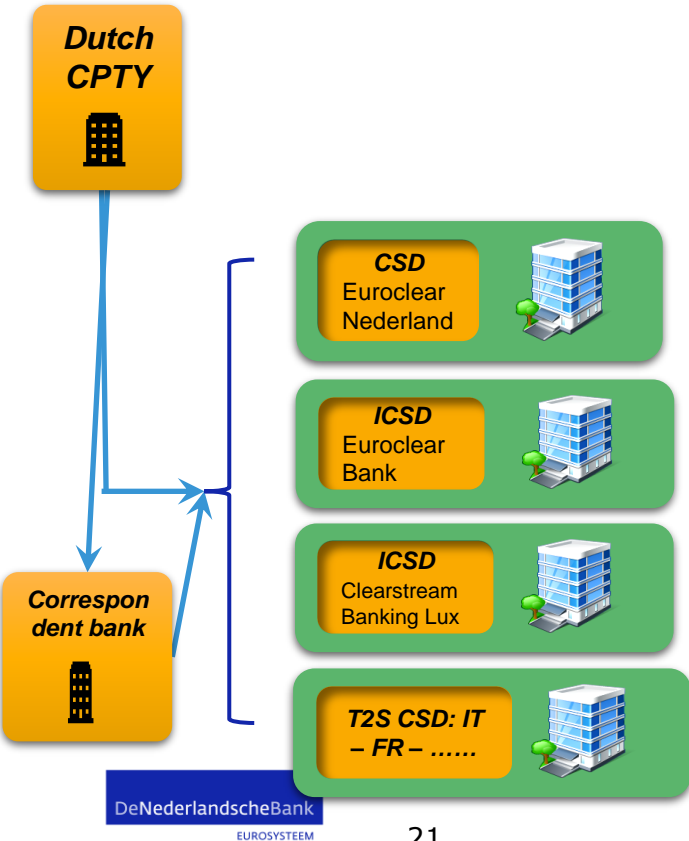 Dutch
CPTY
CSD
Euroclear
Nederland
ICSD
Euroclear
Bank
ICSD
Clearstream
Banking Lux
Correspon
dent bank
T2S CSD: IT
– FR – ……
DeNederlandscheBank
EUROSYSTEEM
21